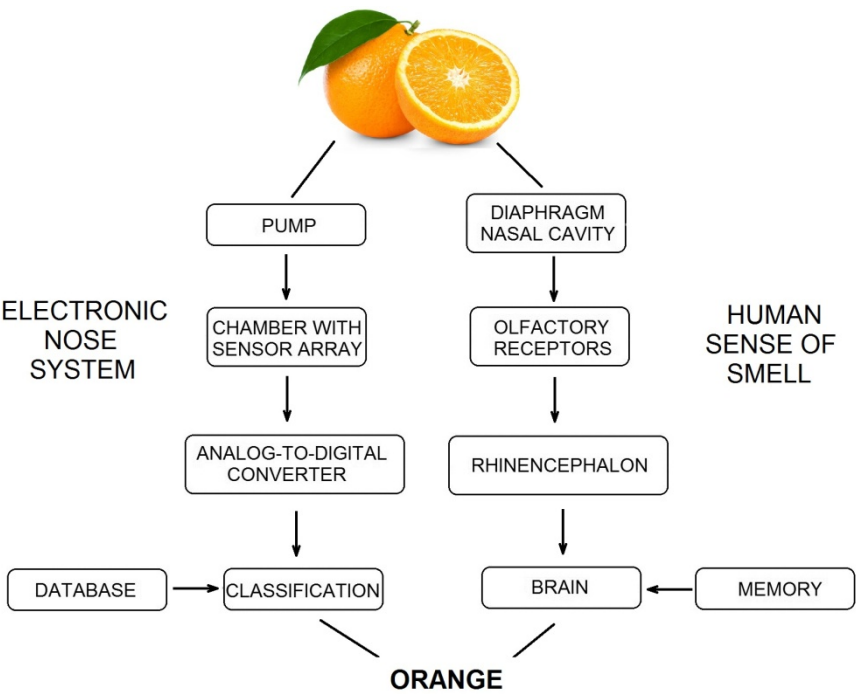 PUMP
DIAPHRAGM
NASAL CAVITY
ELECTRONIC
NOSE
SYSTEM
CHAMBER WITH
SENSOR ARRAY
OLFACTORY
RECEPTORS
HUMAN
SENSE OF
SMELL
ANALOG-TO-DIGITAL
CONVERTER
RHINENCEPHALON
DATABASE
CLASSIFICATION
BRAIN
MEMORY
ORANGE